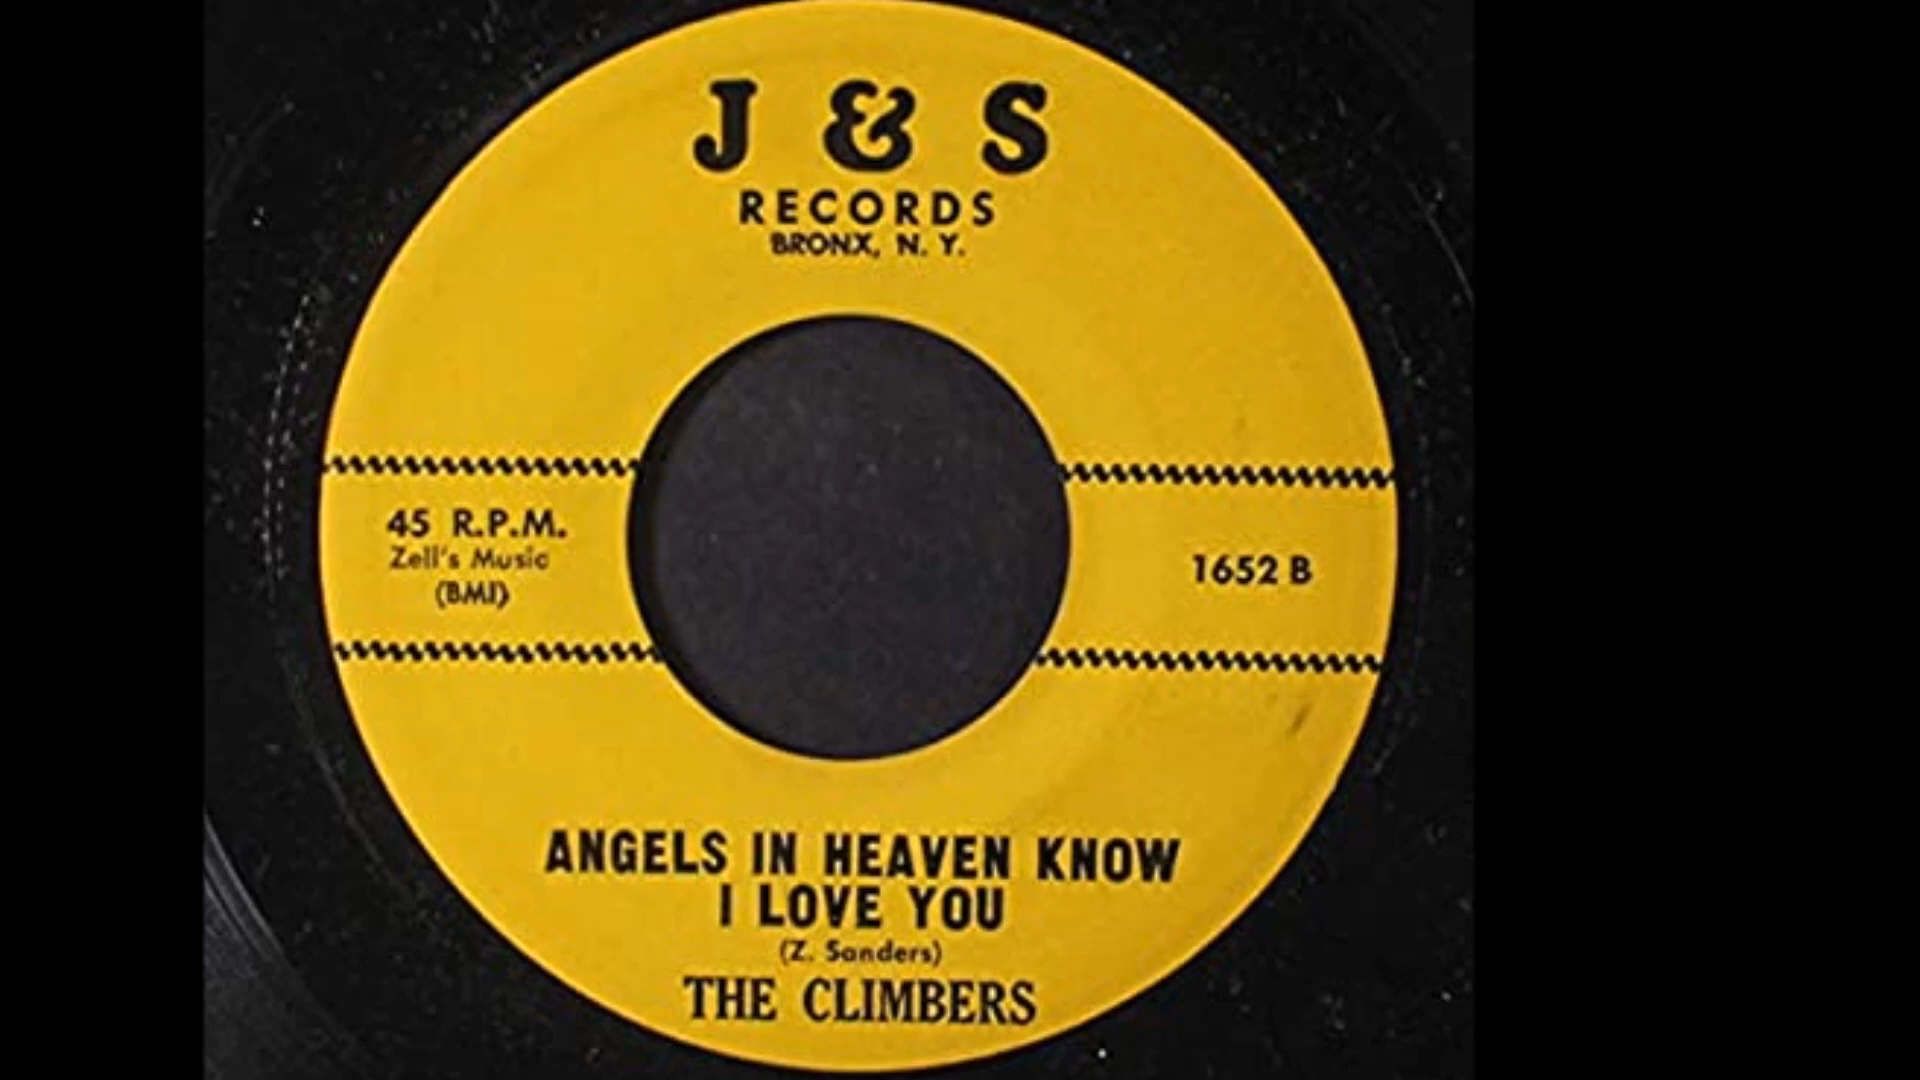 J & S
RECORDS
BRONX, N. Y.
45 R.P.M.
Zell's Music
(BMI)
1652 B
ANGELS IN HEAVEN KNOW
I LOVE YOU
(Z. Sanders)
THE CLIMBERS